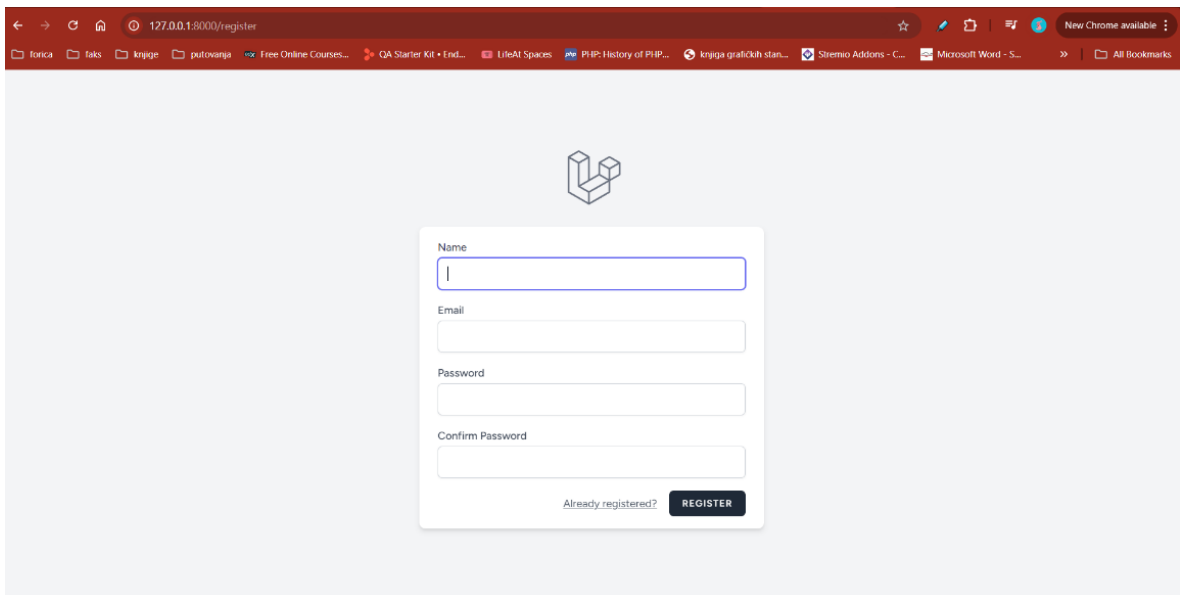 127.0.0.1:8000/register
New Chrome available
forica faks knjige putovanja Free Online Courses... QA Starter Kit • End... LifeAt Spaces php PHP: History of PHP... knjiga grafičkih stan... Stremio Addons - C... Microsoft Word - S... » All Bookmarks
Name
Email
Password
Confirm Password
Already registered? REGISTER